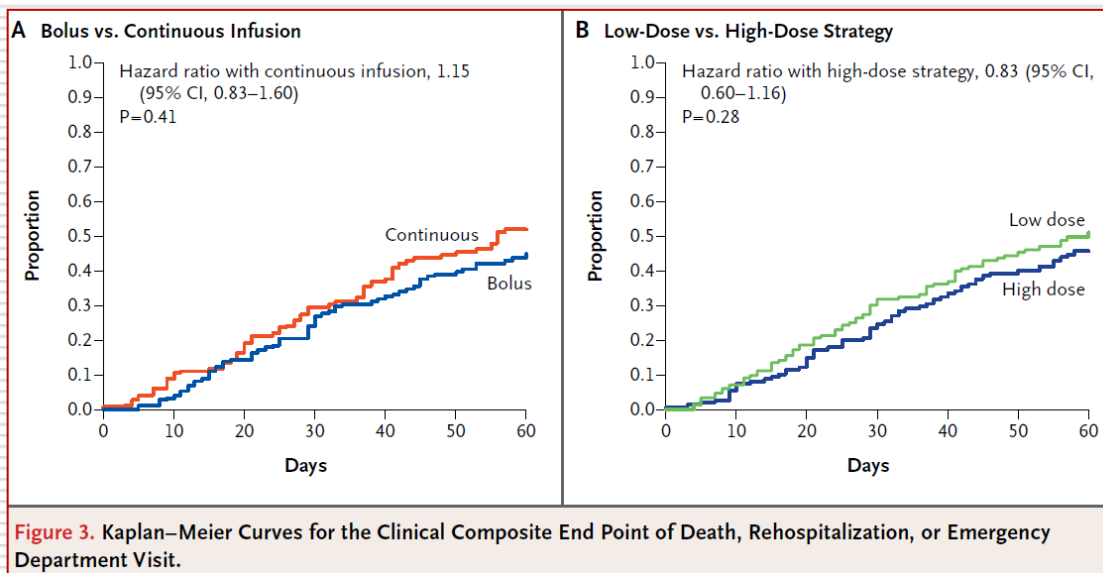 A Bolus vs. Continuous Infusion
1.0
0.9
0.8
0.7
0.6
0.5
0.4
0.3
0.2
0.1
0.0
Proportion
Hazard ratio with continuous infusion, 1.15
(95% CI, 0.83–1.60)
P=0.41
Continuous
Bolus
0 10 20 30 40 50 60
Days
B Low-Dose vs. High-Dose Strategy
1.0
0.9
0.8
0.7
0.6
0.5
0.4
0.3
0.2
0.1
0.0
Proportion
Hazard ratio with high-dose strategy, 0.83 (95% CI,
0.60–1.16)
P=0.28
Low dose
High dose
0 10 20 30 40 50 60
Days
Figure 3. Kaplan–Meier Curves for the Clinical Composite End Point of Death, Rehospitalization, or Emergency
Department Visit.